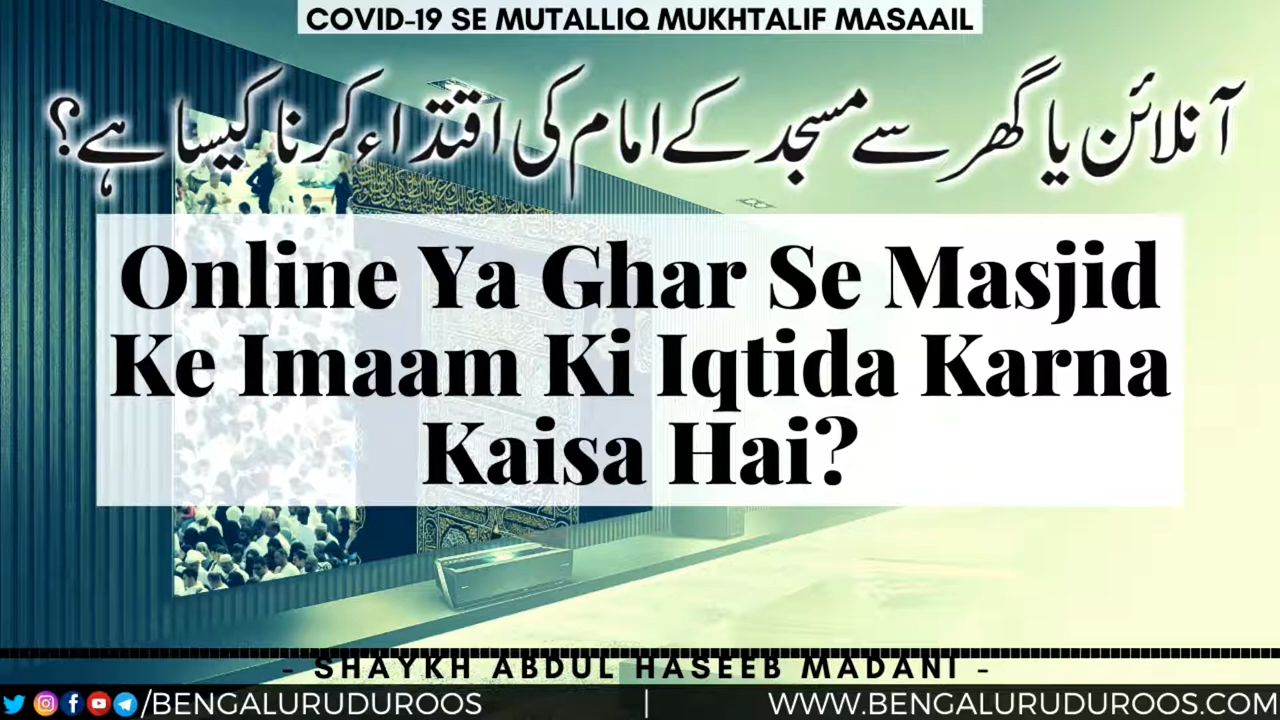 COVID-19 SE MUTALLIQ MUKHTALIF MASAAIL
آنلائن یا گھر سے مسجد کے امام کی اقتداء کرنا کیسا ہے؟
Online Ya Ghar Se Masjid
Ke Imaam Ki Iqtida Karna
Kaisa Hai?
- SHAYKH ABDUL HASEEB MADANI -
/BENGALURUDUROOS | WWW.BENGALURUDUROOS.COM